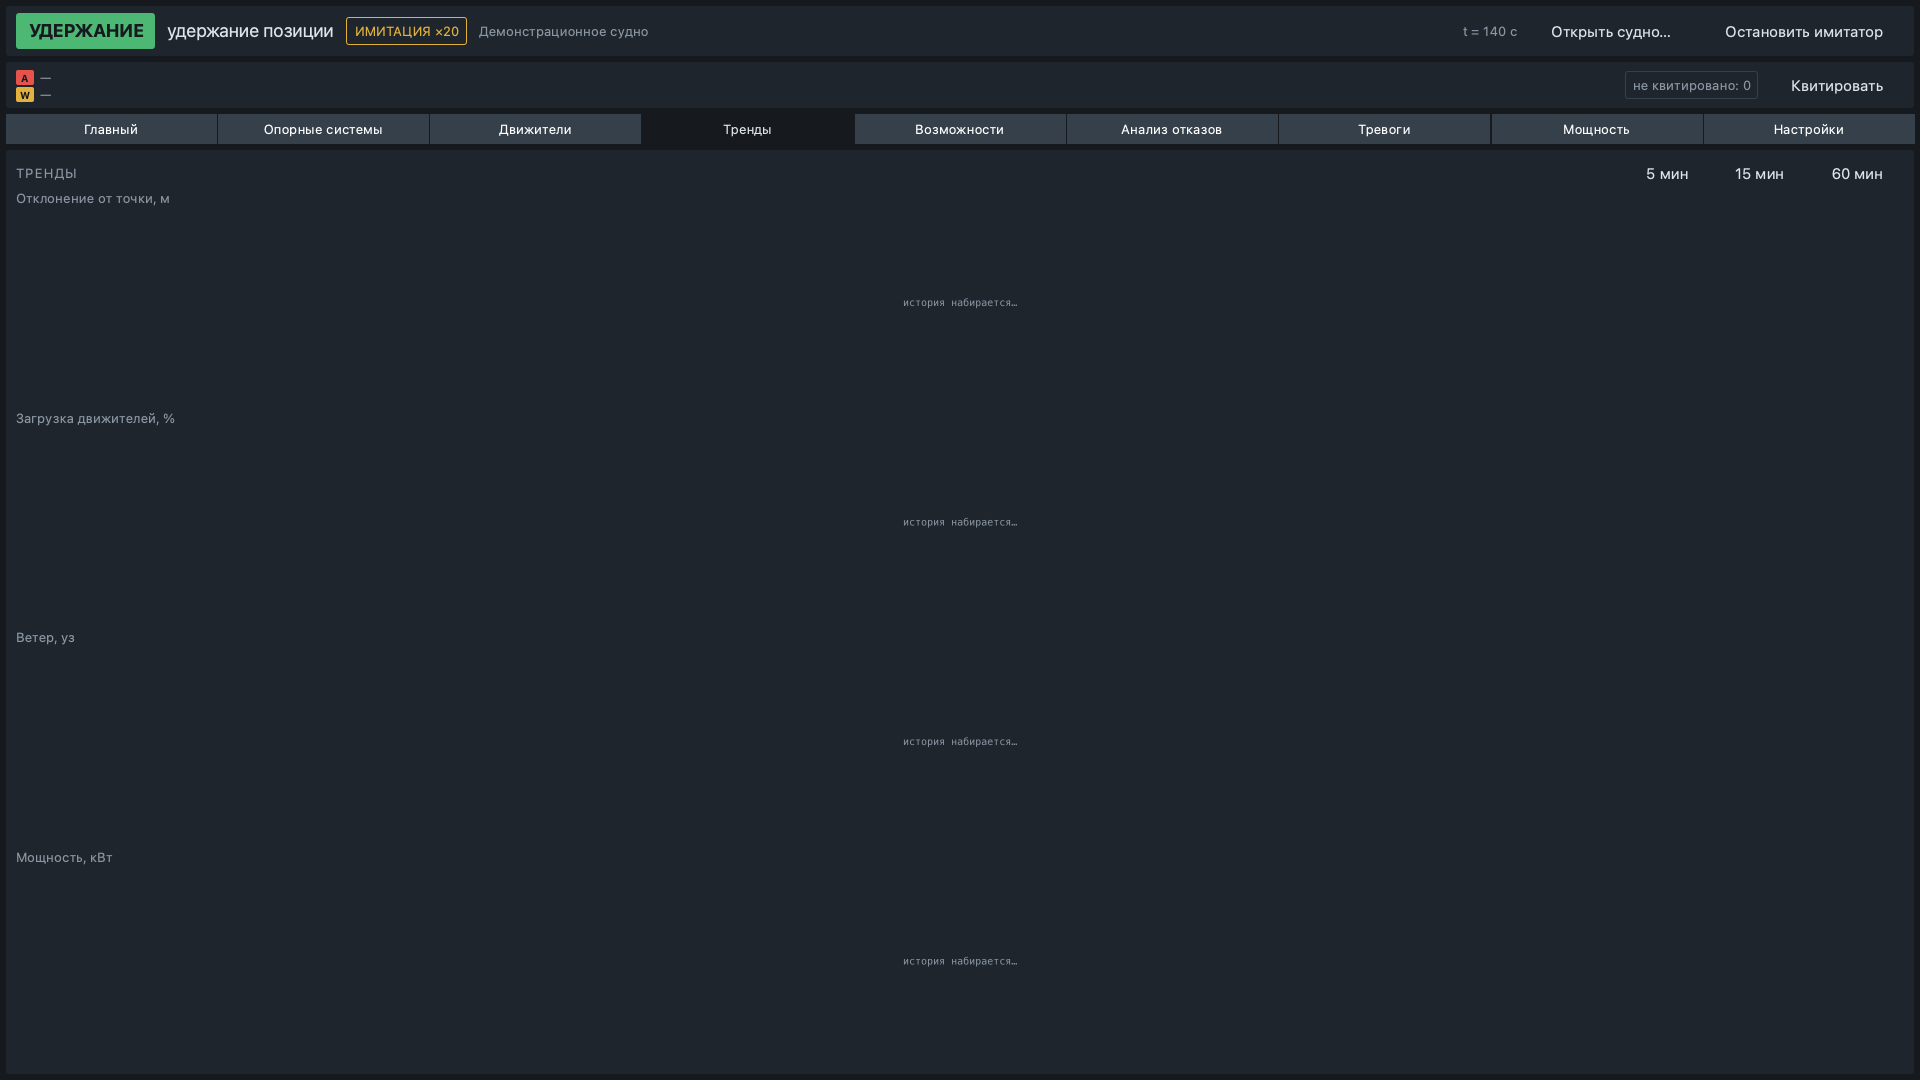 УДЕРЖАНИЕ удержание позиции ИМИТАЦИЯ ×20 Демонстрационное судно t = 140 с Открыть судно... Остановить имитатор
A —
W —
не квитировано: 0 Квитировать
Главный Опорные системы Движители Тренды Возможности Анализ отказов Тревоги Мощность Настройки
ТРЕНДЫ 5 мин 15 мин 60 мин
Отклонение от точки, м
история набирается…
Загрузка движителей, %
история набирается…
Ветер, уз
история набирается…
Мощность, кВт
история набирается…